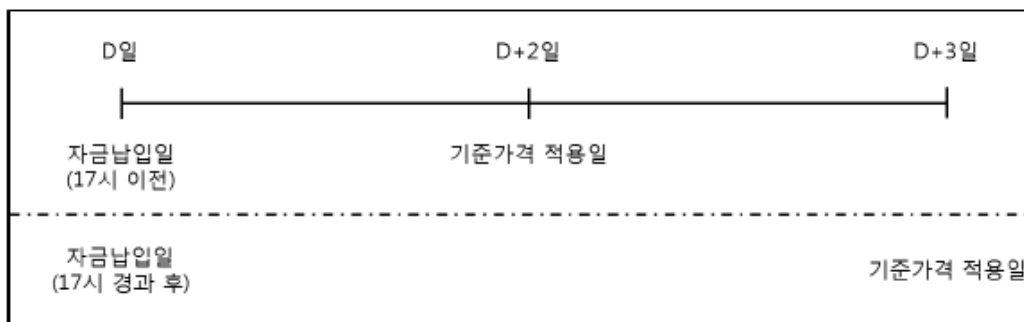 D일 D+2일 D+3일
자금납입일 기준가격 적용일
(17시 이전)
자금납입일
(17시 경과 후) 기준가격 적용일